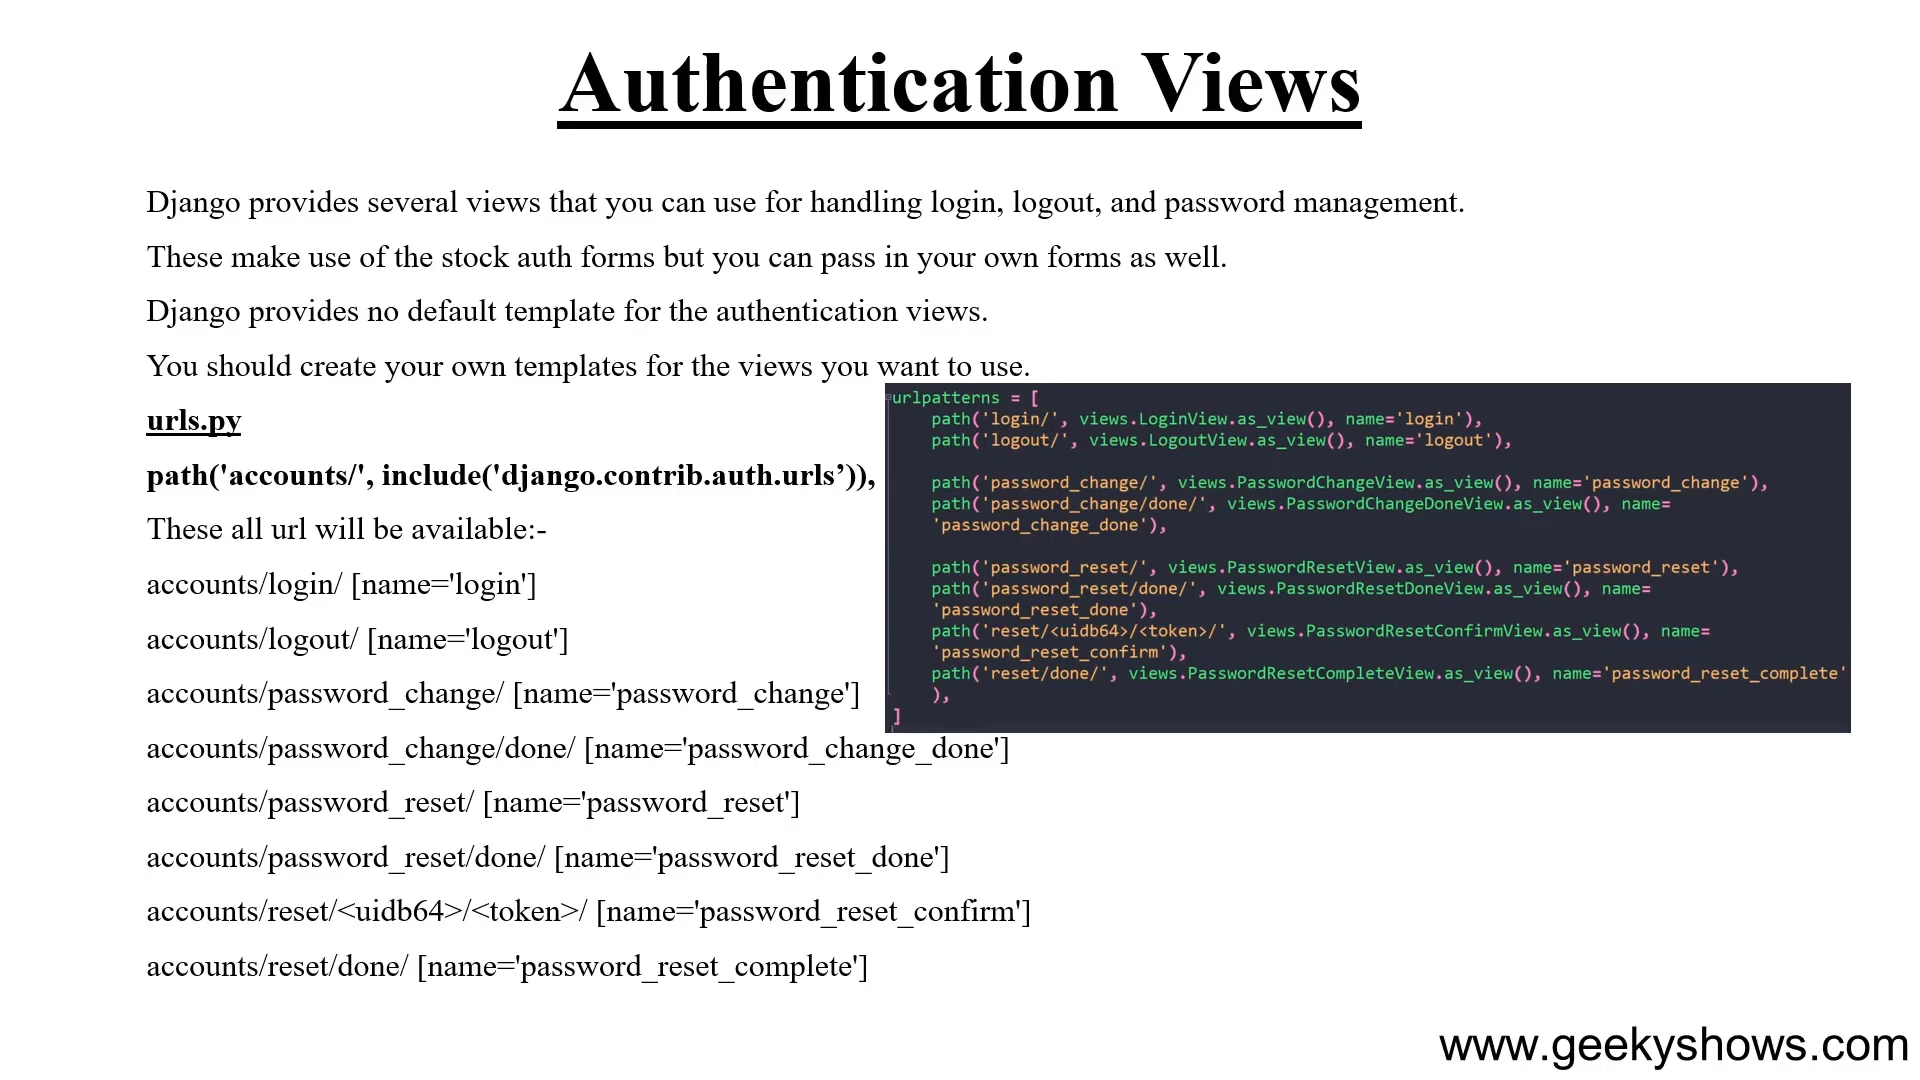 Authentication Views
Django provides several views that you can use for handling login, logout, and password management.
These make use of the stock auth forms but you can pass in your own forms as well.
Django provides no default template for the authentication views.
You should create your own templates for the views you want to use.
urls.py
path('accounts/', include('django.contrib.auth.urls’)),
These all url will be available:-
accounts/login/ [name='login']
accounts/logout/ [name='logout']
accounts/password_change/ [name='password_change']
accounts/password_change/done/ [name='password_change_done']
accounts/password_reset/ [name='password_reset']
accounts/password_reset/done/ [name='password_reset_done']
accounts/reset/<uidb64>/<token>/ [name='password_reset_confirm']
accounts/reset/done/ [name='password_reset_complete']
urlpatterns = [
path('login/', views.LoginView.as_view(), name='login'),
path('logout/', views.LogoutView.as_view(), name='logout'),
path('password_change/', views.PasswordChangeView.as_view(), name='password_change'),
path('password_change/done/', views.PasswordChangeDoneView.as_view(), name=
'password_change_done'),
path('password_reset/', views.PasswordResetView.as_view(), name='password_reset'),
path('password_reset/done/', views.PasswordResetDoneView.as_view(), name=
'password_reset_done'),
path('reset/<uidb64>/<token>/', views.PasswordResetConfirmView.as_view(), name=
'password_reset_confirm'),
path('reset/done/', views.PasswordResetCompleteView.as_view(), name='password_reset_complete'
),
]
www.geekyshows.com